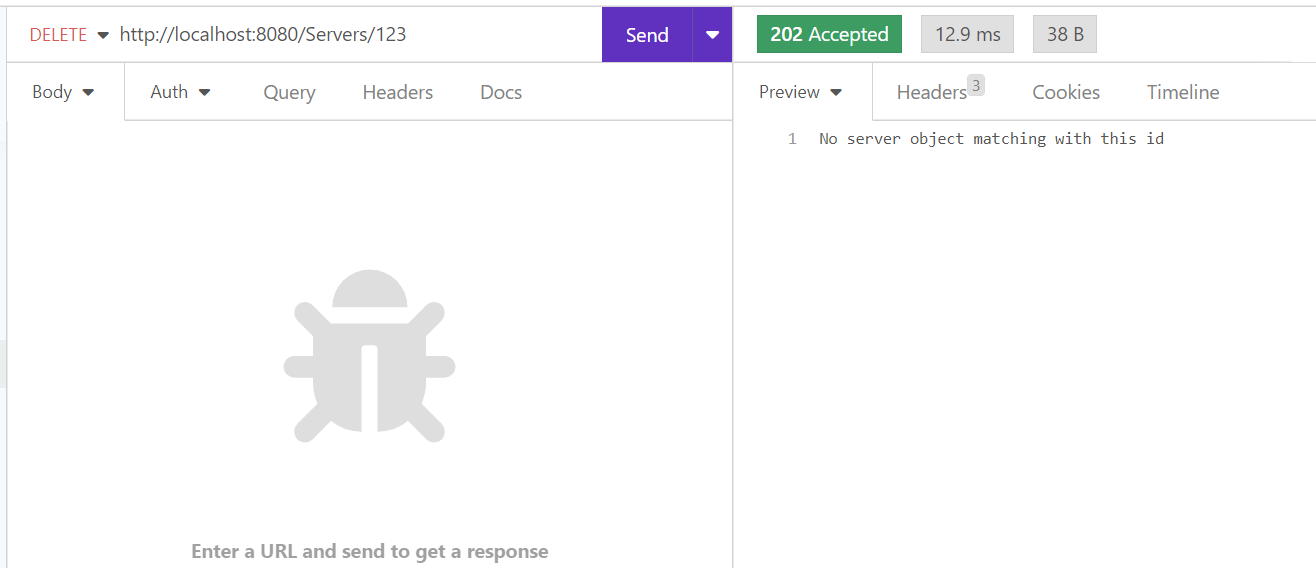 DELETE http://localhost:8080/Servers/123 Send 202 Accepted 12.9 ms 38 B
Body Auth Query Headers Docs Preview Headers 3 Cookies Timeline
1 No server object matching with this id
Enter a URL and send to get a response